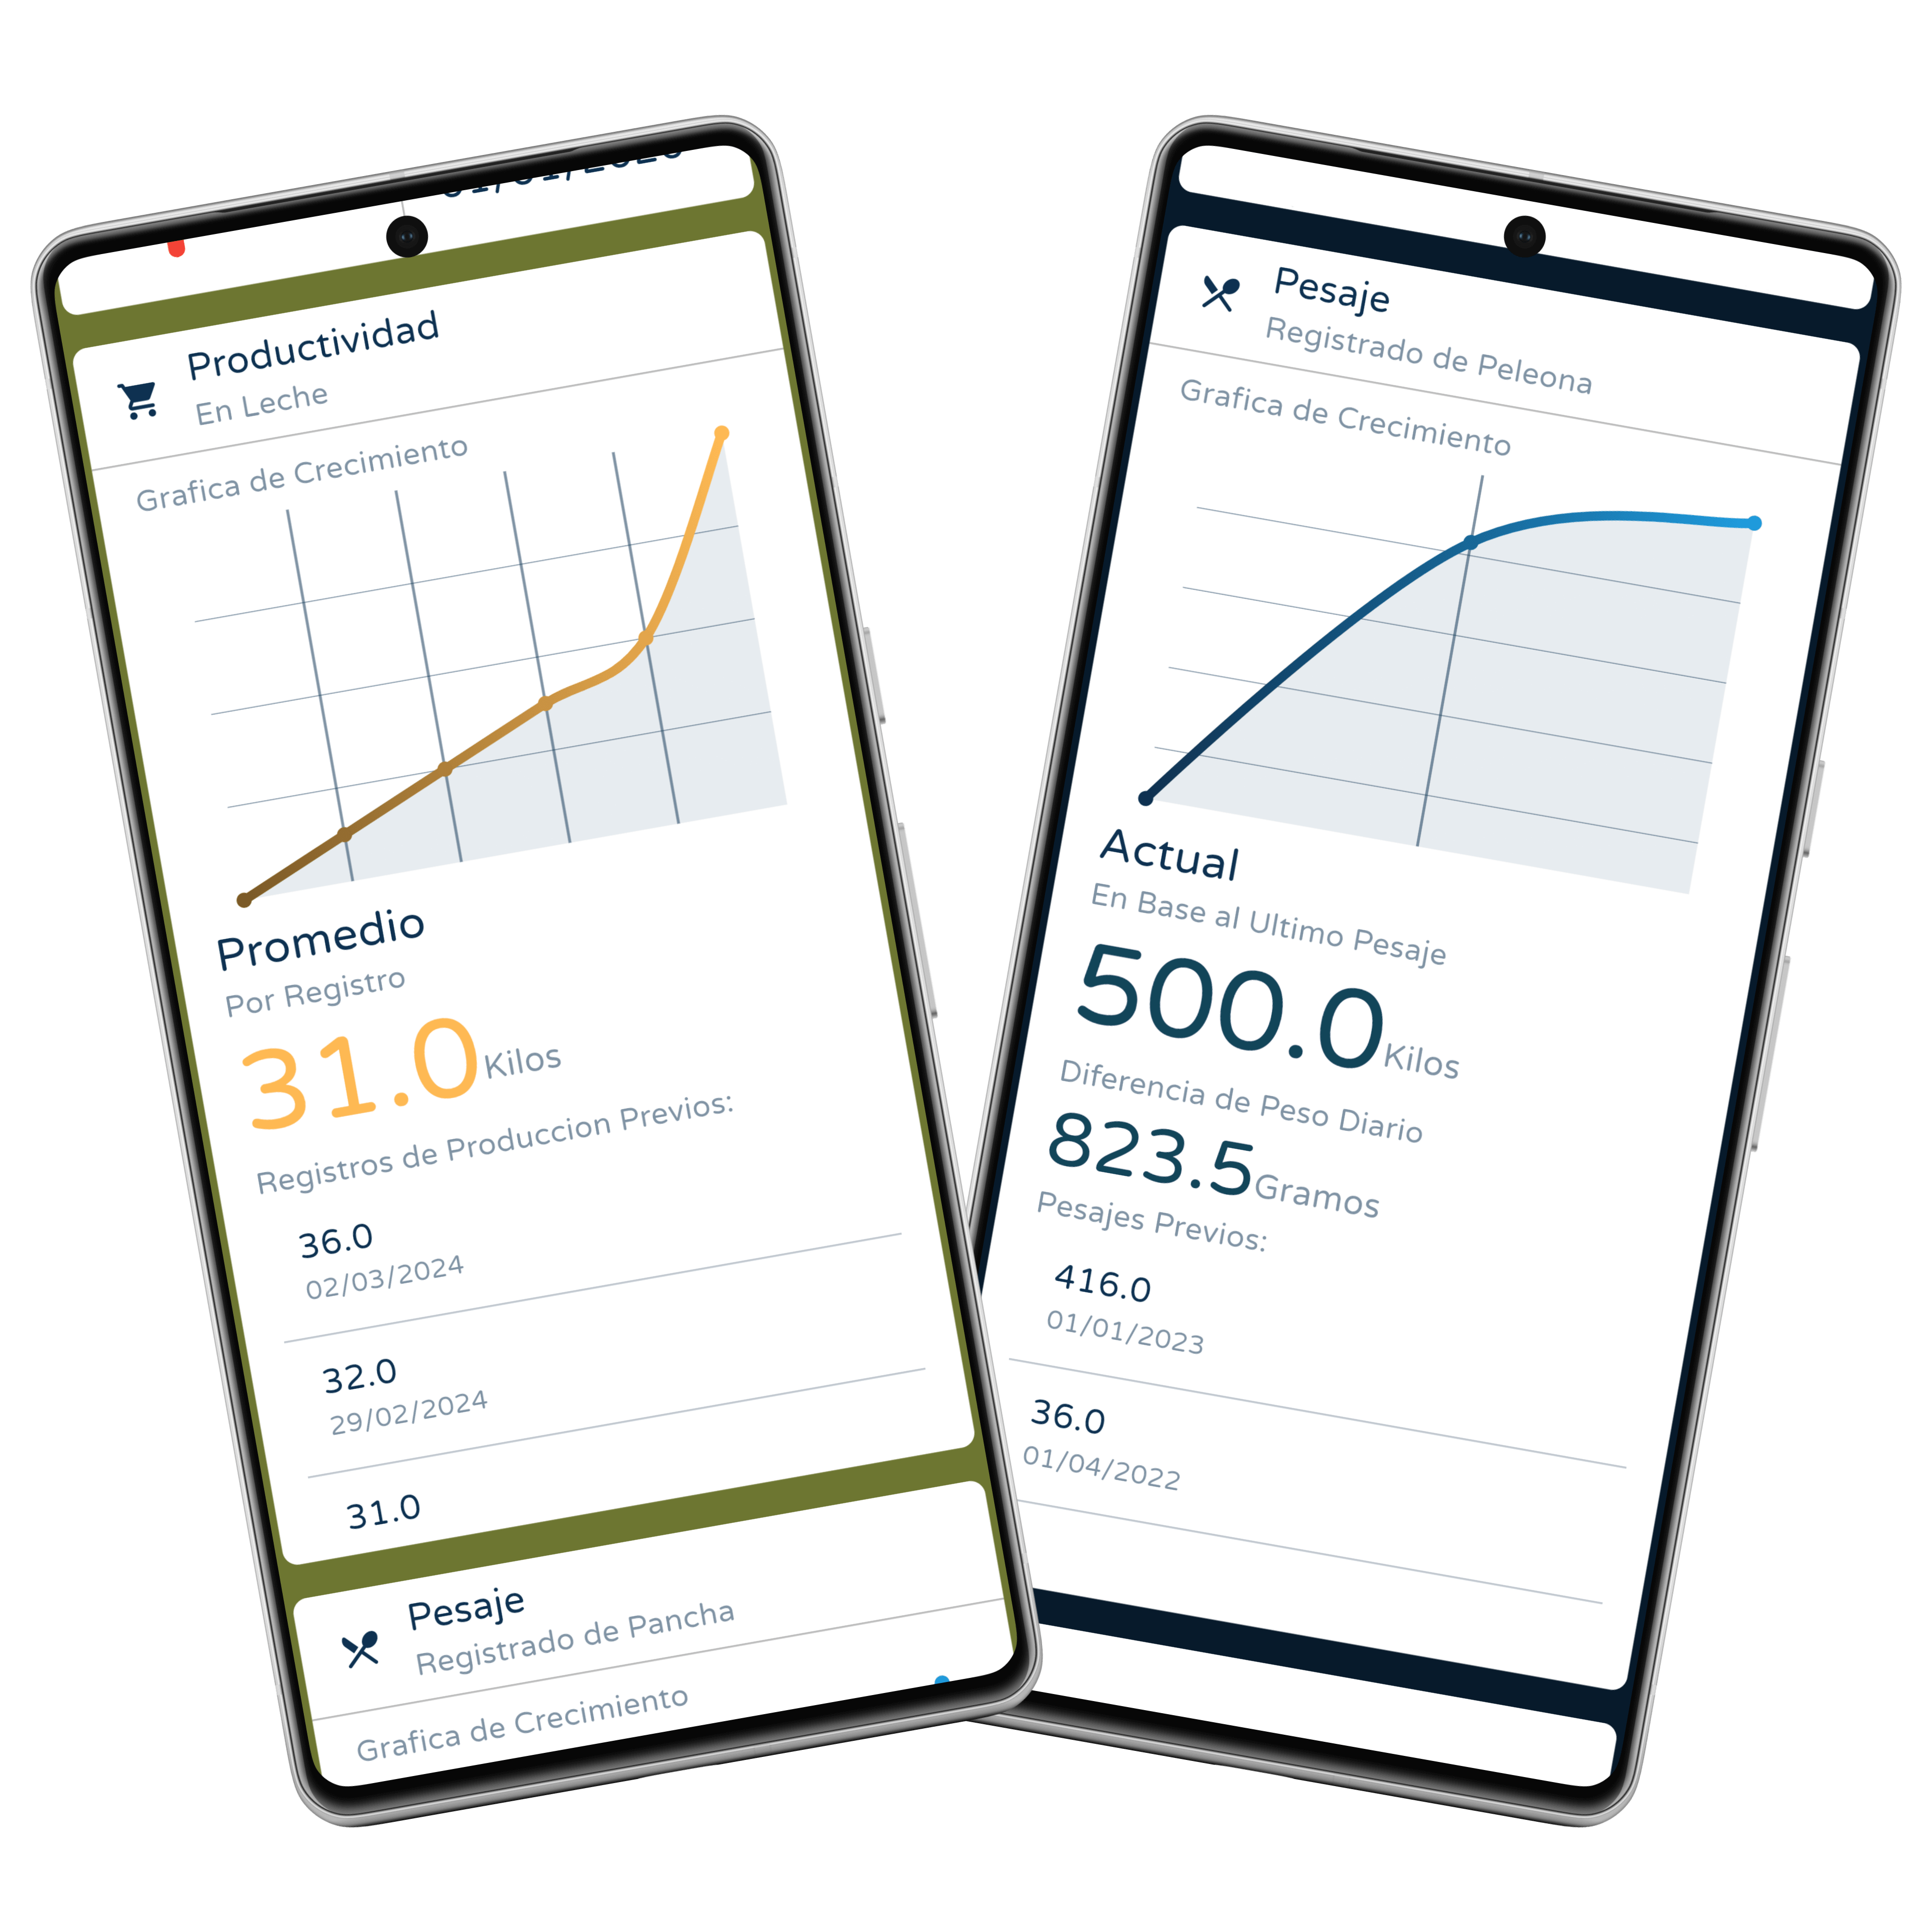 Productividad
En Leche
Grafica de Crecimiento
Promedio
Por Registro
31.0 Kilos
Registros de Produccion Previos:
36.0
02/03/2024
32.0
29/02/2024
31.0
Pesaje
Registrado de Pancha
Grafica de Crecimiento
Pesaje
Registrado de Peleona
Grafica de Crecimiento
Actual
En Base al Ultimo Pesaje
500.0 Kilos
Diferencia de Peso Diario
823.5 Gramos
Pesajes Previos:
416.0
01/01/2023
36.0
01/04/2022